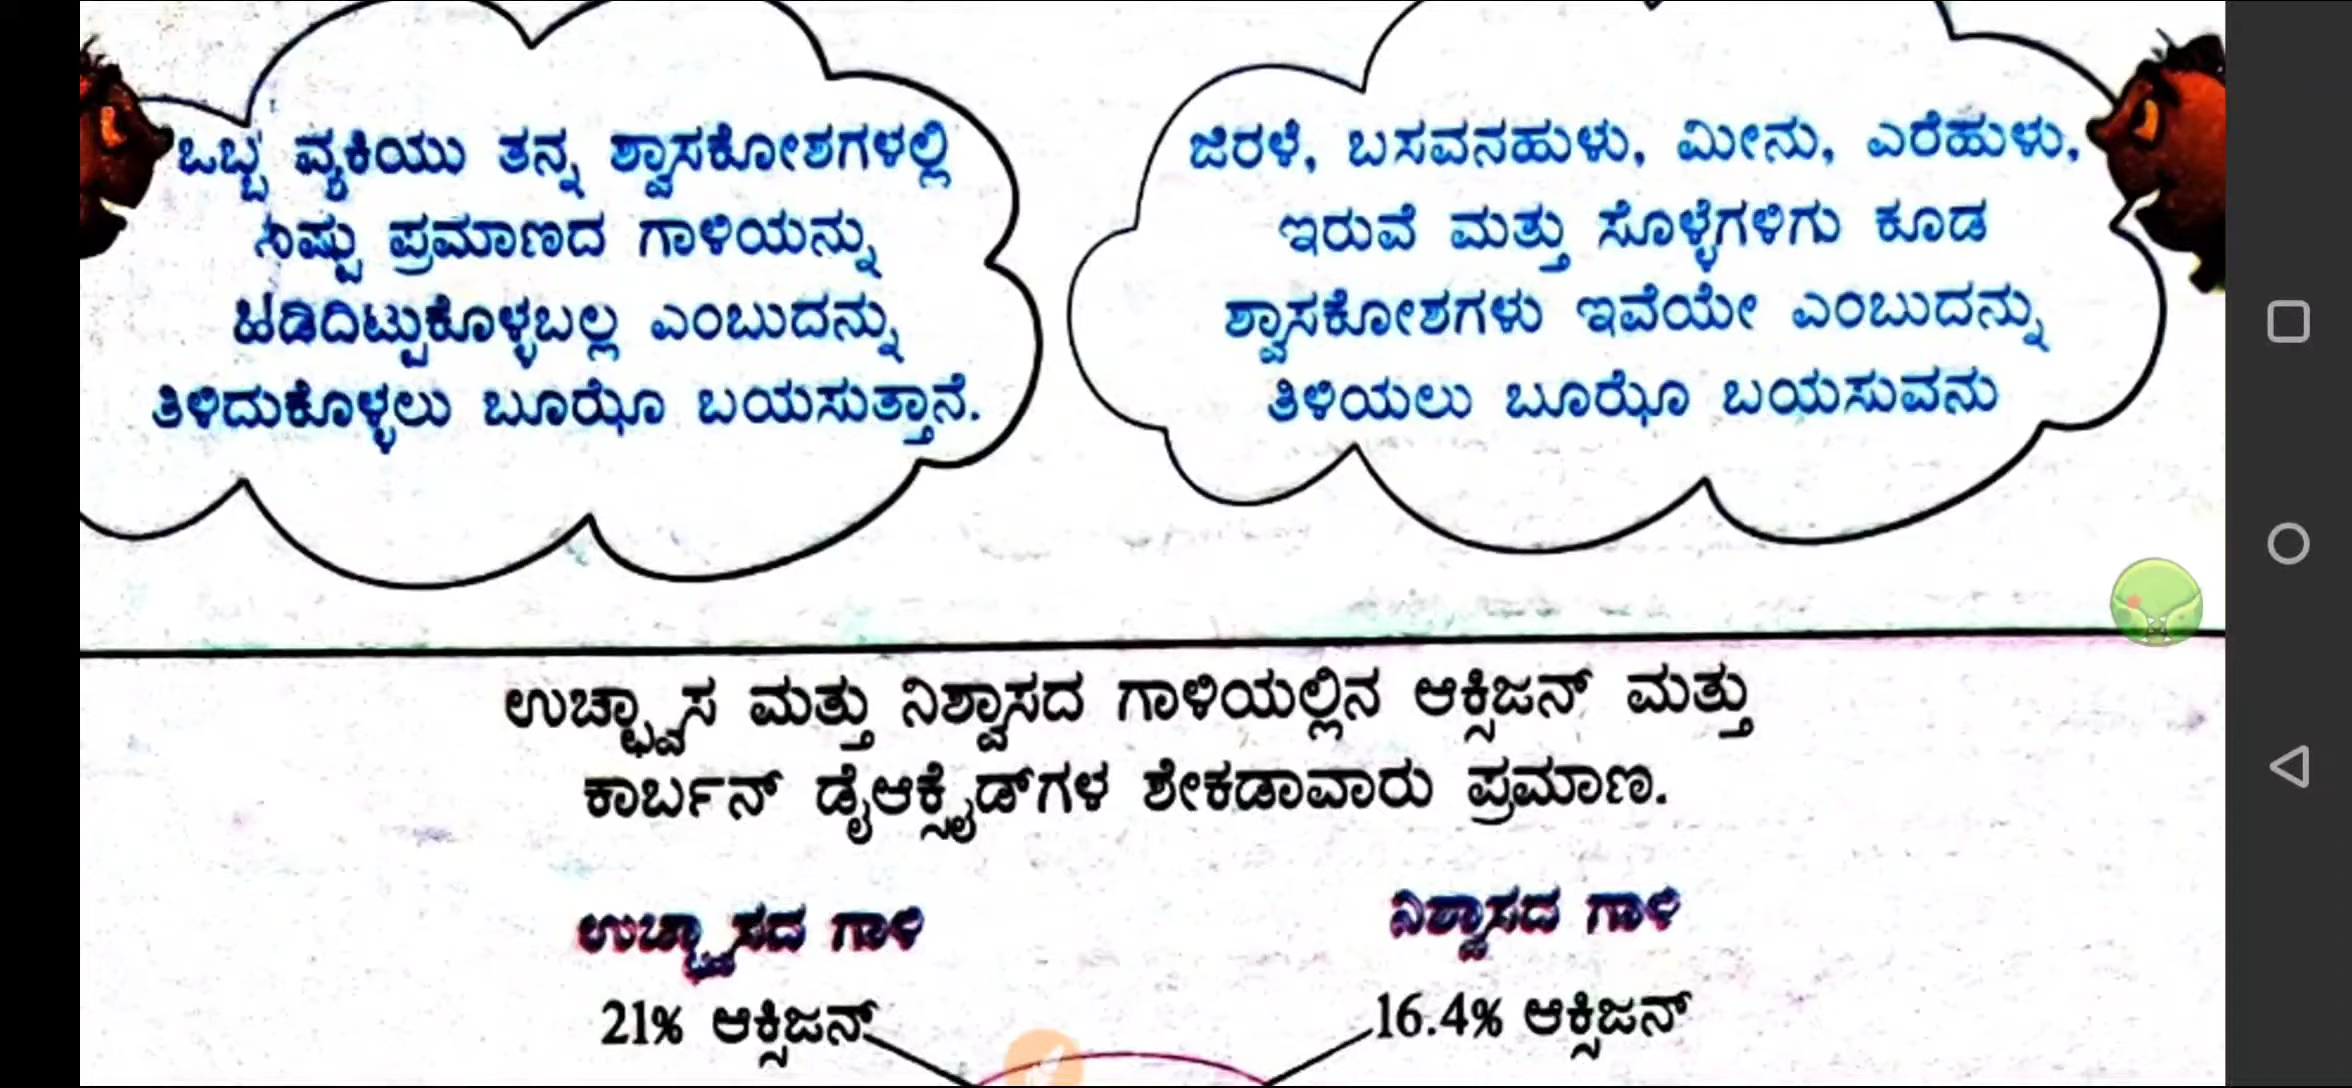 ಒಬ್ಬ ವ್ಯಕಿಯು ತನ್ನ ಶ್ವಾಸಕೋಶಗಳಲ್ಲಿ
ಪ್ರಮಾಣದ ಗಾಳಿಯನ್ನು
ಹಿಡಿದಿಟ್ಟುಕೊಳ್ಳಬಲ್ಲ ಎಂಬುದನ್ನು
ತಿಳಿದುಕೊಳ್ಳಲು ಬೂಝೊ ಬಯಸುತ್ತಾನೆ.
ಜಿರಳೆ, ಬಸವನಹುಳು, ಮೀನು, ಎರೆಹುಳು,
ಇರುವೆ ಮತ್ತು ಸೊಳ್ಳೆಗಳಿಗು ಕೂಡ
ಶ್ವಾಸಕೋಶಗಳು ಇವೆಯೇ ಎಂಬುದನ್ನು
ತಿಳಿಯಲು ಬೂಝೊ ಬಯಸುವನು
ಉಚ್ಛ್ವಾಸ ಮತ್ತು ನಿಶ್ವಾಸದ ಗಾಳಿಯಲ್ಲಿನ ಆಕ್ಸಿಜನ್ ಮತ್ತು
ಕಾರ್ಬನ್ ಡೈಆಕ್ಸೈಡ್‌ಗಳ ಶೇಕಡಾವಾರು ಪ್ರಮಾಣ.
ಉಚ್ಛ್ವಾಸದ ಗಾಳಿ
ನಿಶ್ವಾಸದ ಗಾಳಿ
21% ಆಕ್ಸಿಜನ್
16.4% ಆಕ್ಸಿಜನ್